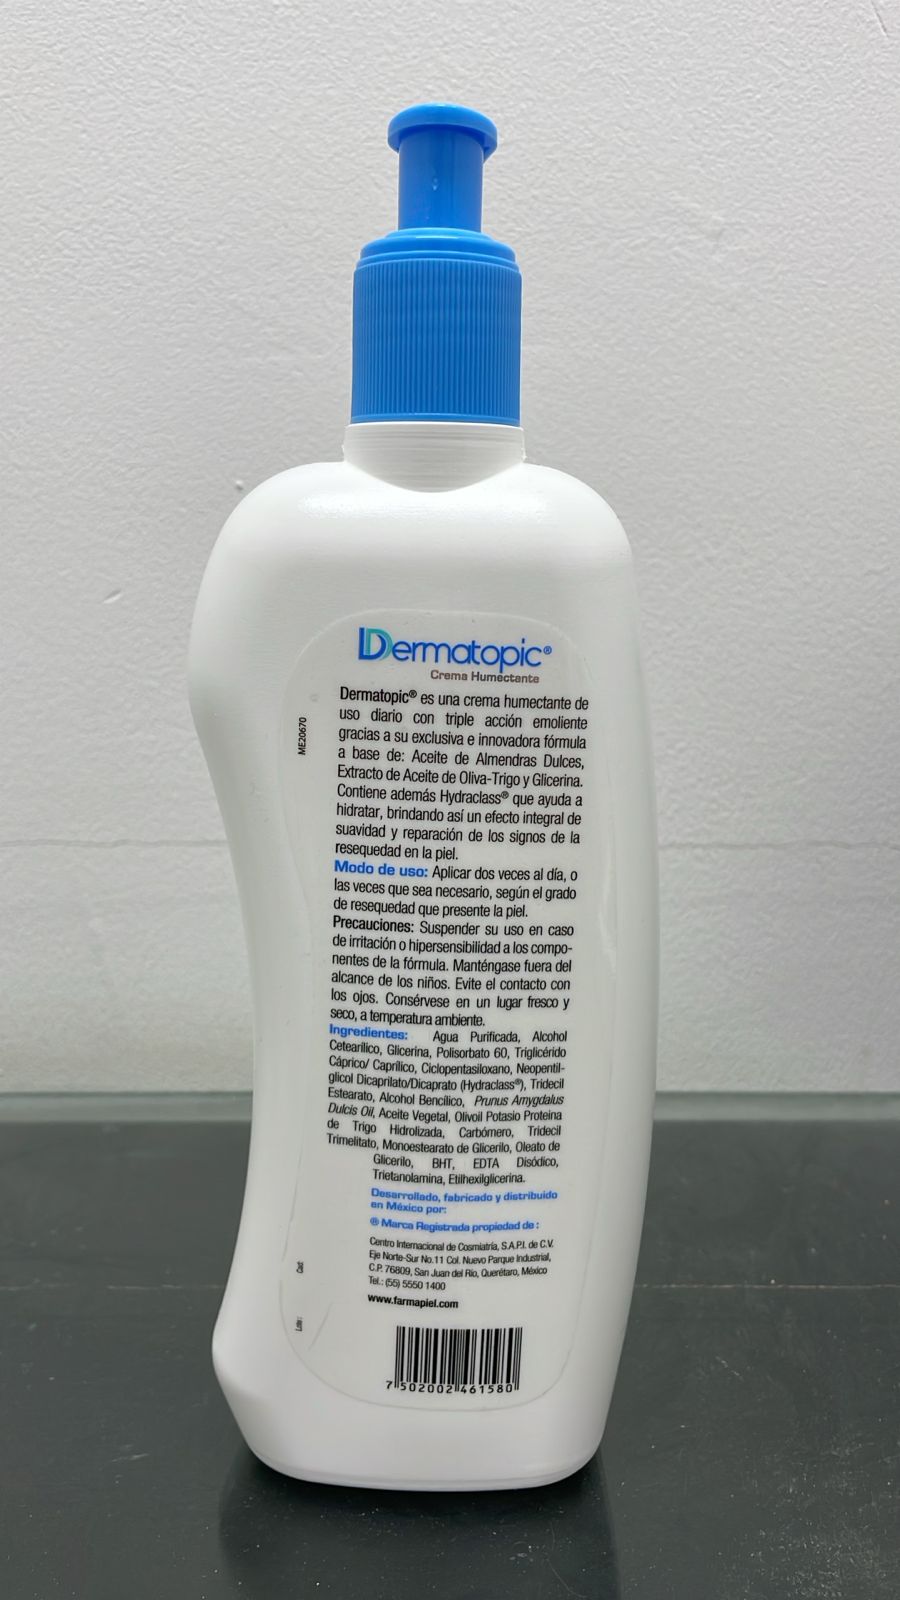 Dermatopic®
Crema Humectante
Dermatopic® es una crema humectante de
uso diario con triple acción emoliente
gracias a su exclusiva e innovadora fórmula
a base de: Aceite de Almendras Dulces,
Extracto de Aceite de Oliva-Trigo y Glicerina.
Contiene además Hydraclass® que ayuda a
hidratar, brindando así un efecto integral de
suavidad y reparación de los signos de la
resequedad en la piel.
Modo de uso: Aplicar dos veces al día, o
las veces que sea necesario, según el grado
de resequedad que presente la piel.
Precauciones: Suspender su uso en caso
de irritación o hipersensibilidad a los compo-
nentes de la fórmula. Manténgase fuera del
alcance de los niños. Evite el contacto con
los ojos. Consérvese en un lugar fresco y
seco, a temperatura ambiente.
Ingredientes: Agua Purificada, Alcohol
Cetearílico, Glicerina, Polisorbato 60, Triglicérido
Cáprico/ Caprílico, Ciclopentasiloxano, Neopentil-
glicol Dicaprilato/Dicaprato (Hydraclass®), Tridecil
Estearato, Alcohol Bencílico, Prunus Amygdalus
Dulcis Oil, Aceite Vegetal, Olivoil Potasio Proteina
de Trigo Hidrolizada, Carbómero, Tridecil
Trimelitato, Monoestearato de Glicerilo, Oleato de
Glicerilo, BHT, EDTA Disódico,
Trietanolamina, Etilhexilglicerina.
Desarrollado, fabricado y distribuido
en México por:
® Marca Registrada propiedad de :
Centro Internacional de Cosmiatría, S.A.P.I. de C.V.
Eje Norte-Sur No.11 Col. Nuevo Parque Industrial,
C.P. 76809, San Juan del Río, Querétaro, México
Tel.: (55) 5550 1400
www.farmapiel.com
7 502002 461580
ME20670
Cad:
Lote: